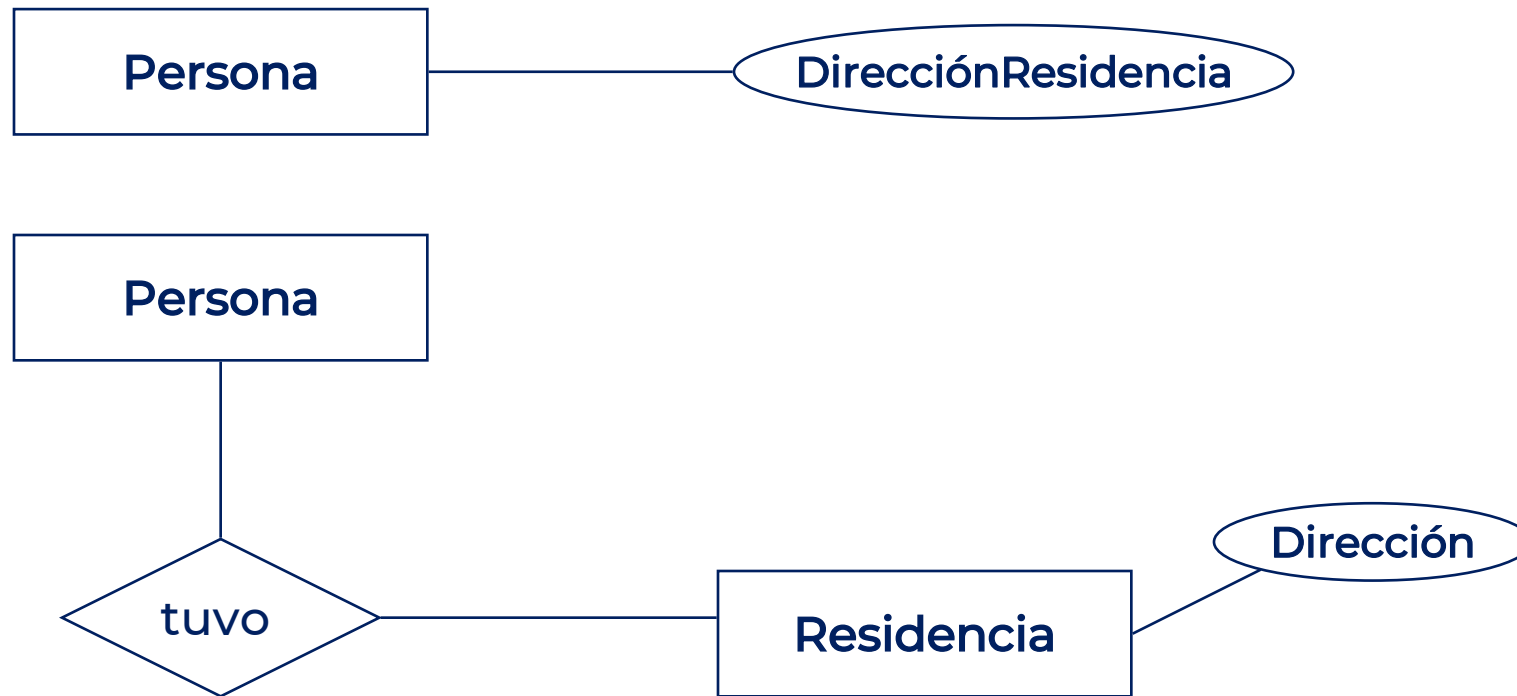 Persona
DirecciónResidencia
Persona
Dirección
tuvo
Residencia